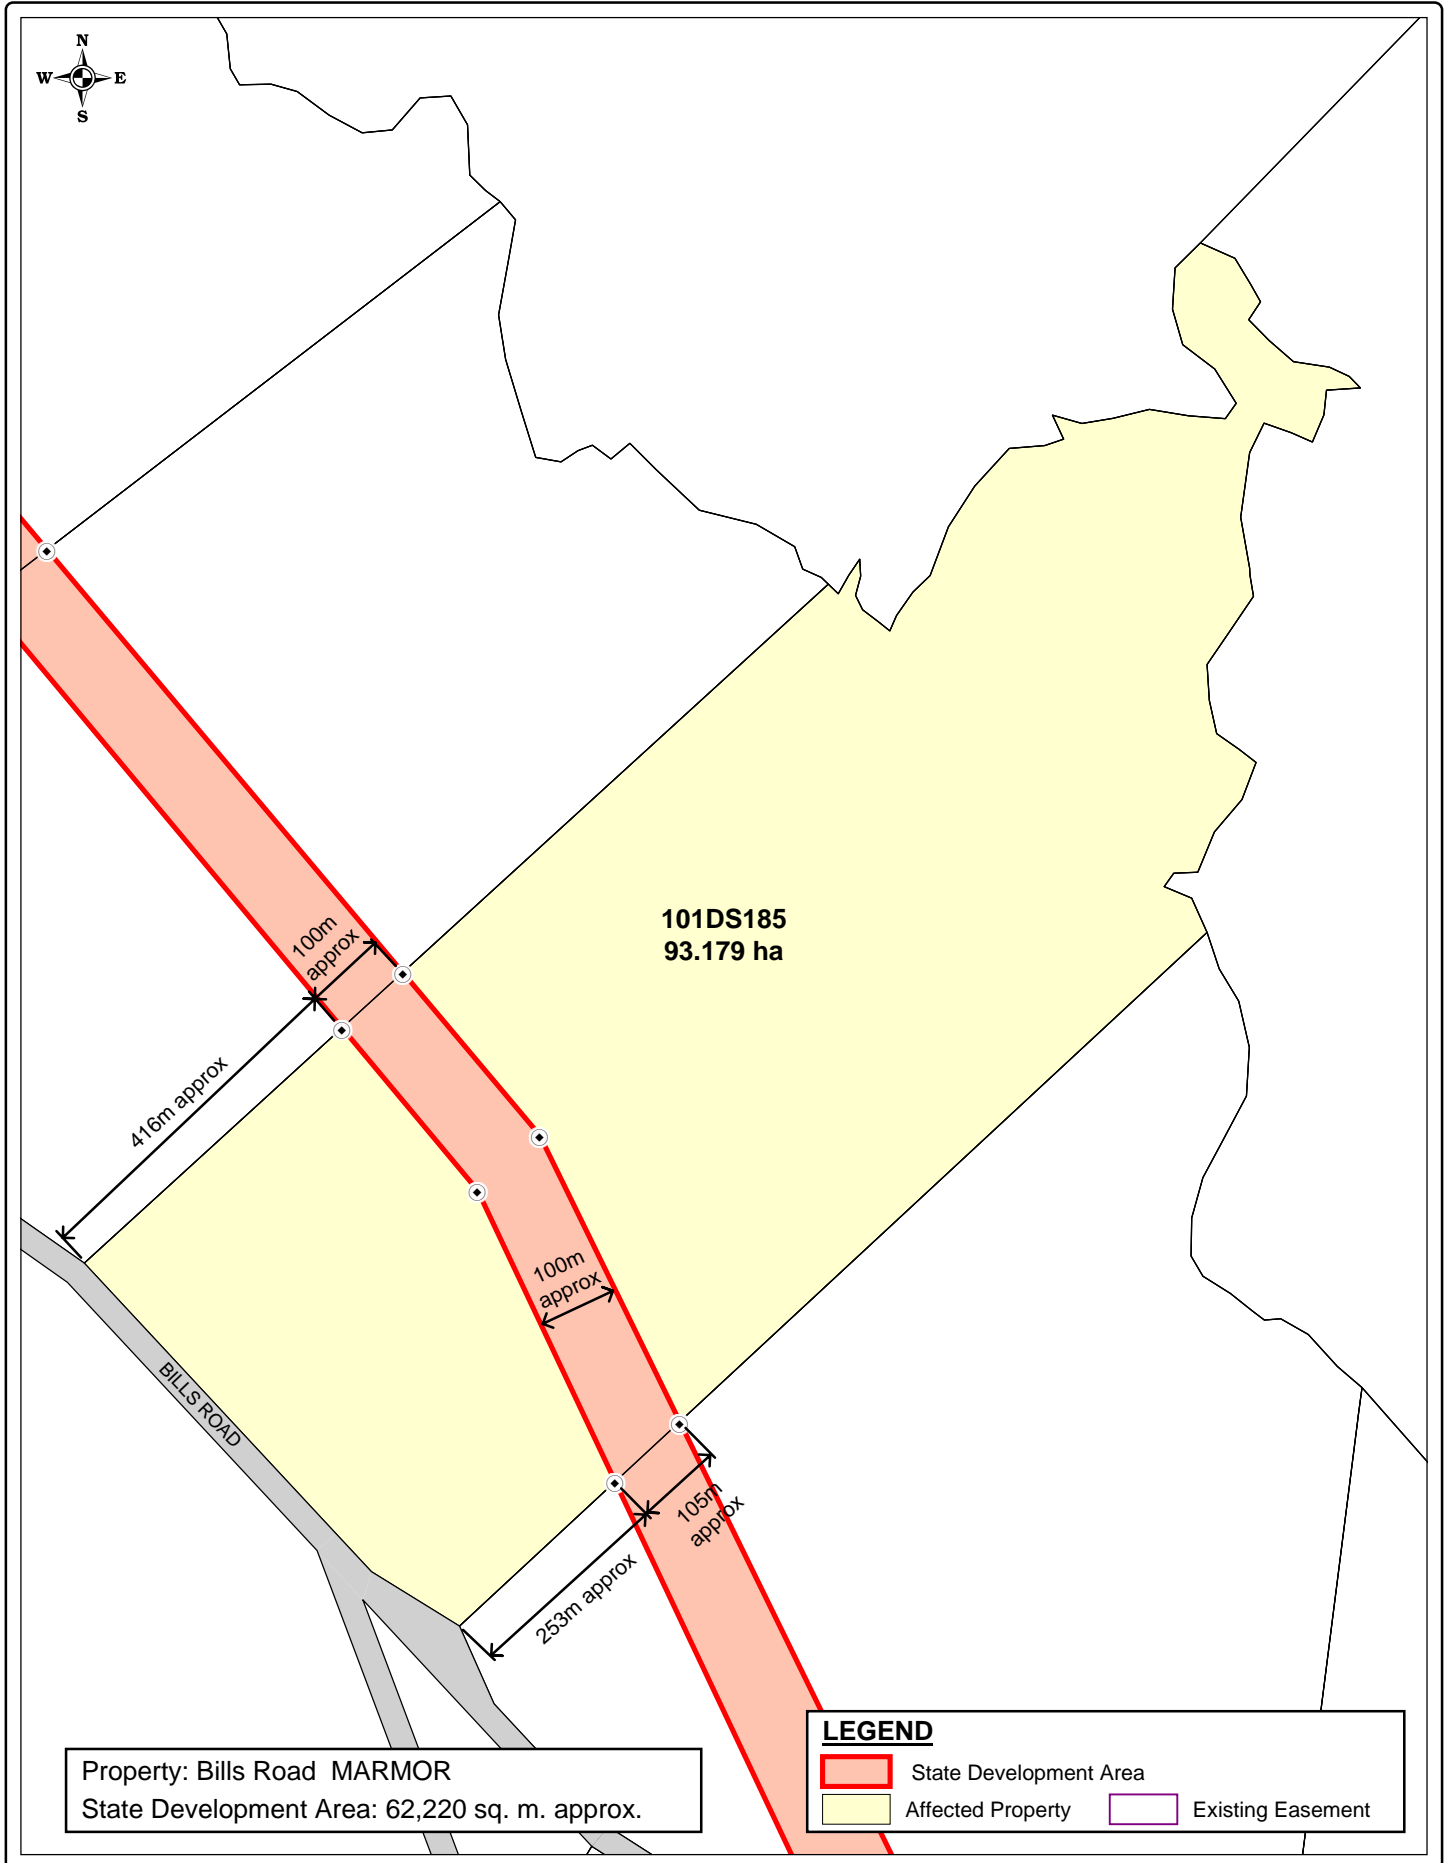 N
W E
S
101DS185
93.179 ha
100m
approx
416m approx
100m
approx
BILLS ROAD
105m
approx
253m approx
Property: Bills Road  MARMOR
State Development Area: 62,220 sq. m. approx.
LEGEND
State Development Area
Affected Property
Existing Easement